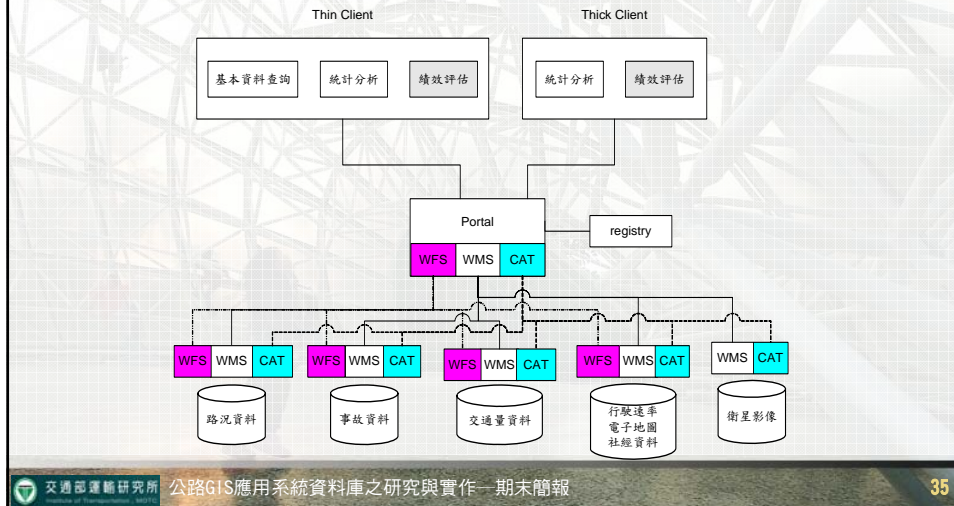 Thin Client
Thick Client
基本資料查詢
統計分析
績效評估
統計分析
績效評估
Portal
registry
WFS WMS CAT
WFS WMS CAT
WFS WMS CAT
WFS WMS CAT
WFS WMS CAT
WMS CAT
路況資料
事故資料
交通量資料
行駛速率
電子地圖
社經資料
衛星影像
交通部運輸研究所
Institute of Transportation, MOTC
公路GIS應用系統資料庫之研究與實作—期末簡報
35